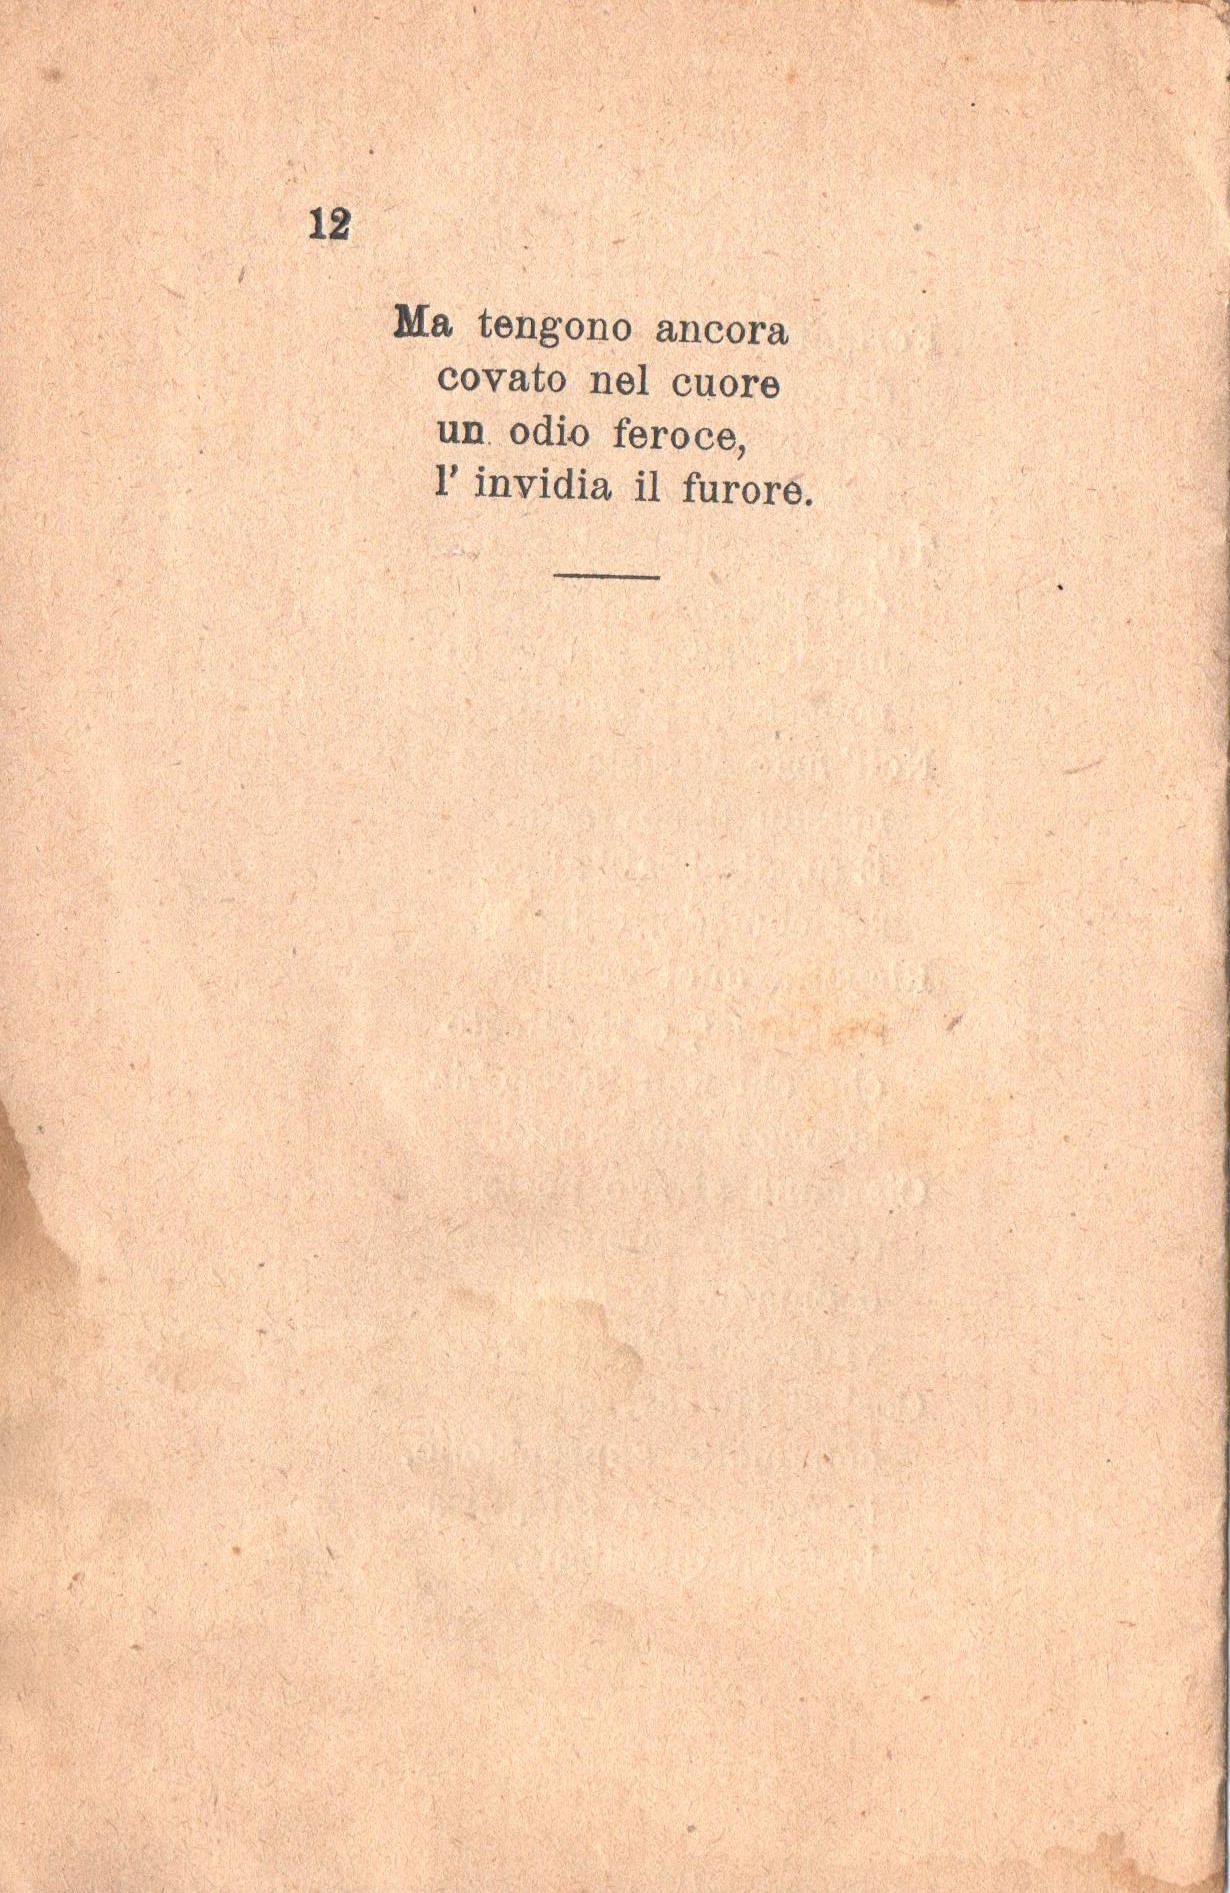 12
Ma tengono ancora
covato nel cuore
un odio feroce,
l' invidia il furore.